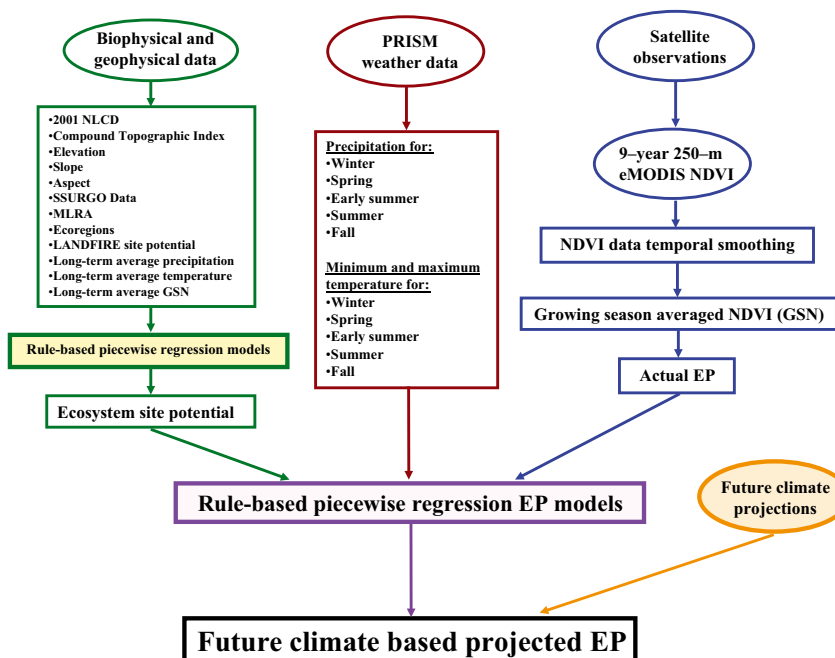 Biophysical and
geophysical data
•2001 NLCD
•Compound Topographic Index
•Elevation
•Slope
•Aspect
•SSURGO Data
•MLRA
•Ecoregions
•LANDFIRE site potential
•Long-term average precipitation
•Long-term average temperature
•Long-term average GSN
Rule-based piecewise regression models
Ecosystem site potential
PRISM
weather data
Precipitation for:
•Winter
•Spring
•Early summer
•Summer
•Fall
Minimum and maximum
temperature for:
•Winter
•Spring
•Early summer
•Summer
•Fall
Satellite
observations
9–year 250–m
eMODIS NDVI
NDVI data temporal smoothing
Growing season averaged NDVI (GSN)
Actual EP
Rule-based piecewise regression EP models
Future climate
projections
Future climate based projected EP